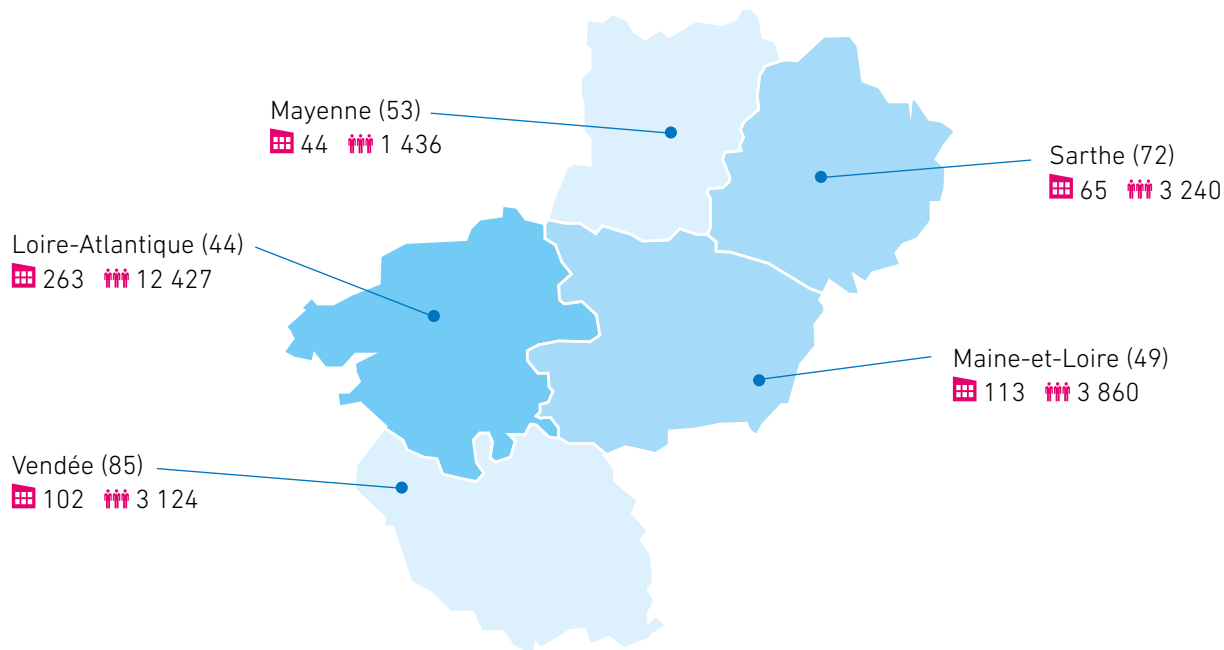 Mayenne (53)
44 1 436
Sarthe (72)
65 3 240
Loire-Atlantique (44)
263 12 427
Maine-et-Loire (49)
113 3 860
Vendée (85)
102 3 124